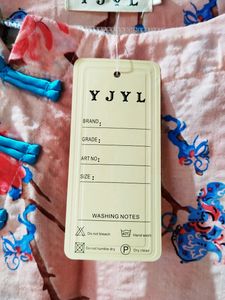 YJYL
YJYL
BRAND:
GRADE:
ART NO:
SIZE:
WASHING NOTES
Do not bleach
Hand wash
Do not tumble dry
P
Dry clean